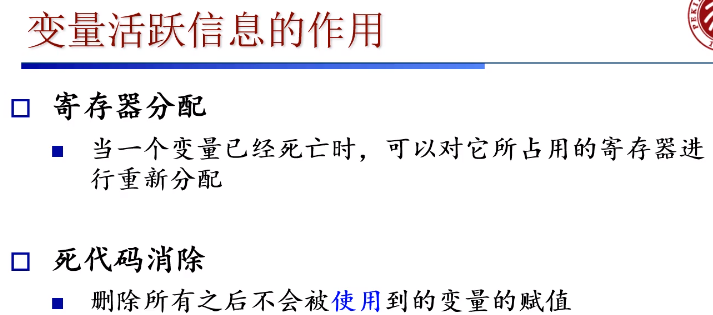 变量活跃信息的作用
寄存器分配
当一个变量已经死亡时，可以对它所占用的寄存器进
行重新分配
死代码消除
删除所有之后不会被使用到的变量的赋值